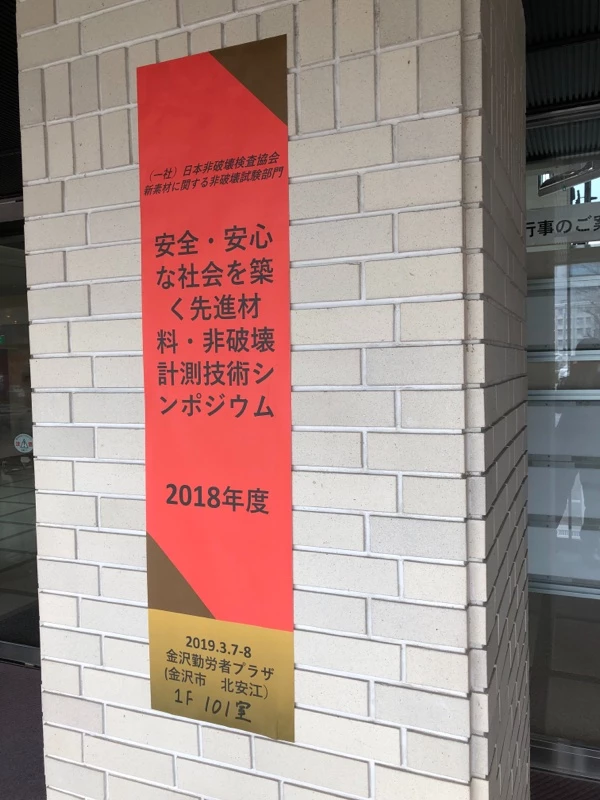 (一社)日本非破壊検査協会
新素材に関する非破壊試験部門
安全・安心
な社会を築
く先進材
料・非破壊
計測技術シ
ンポジウム
2018年度
2019.3.7-8
金沢勤労者プラザ
(金沢市 北安江)
1F 101室
行事のご案